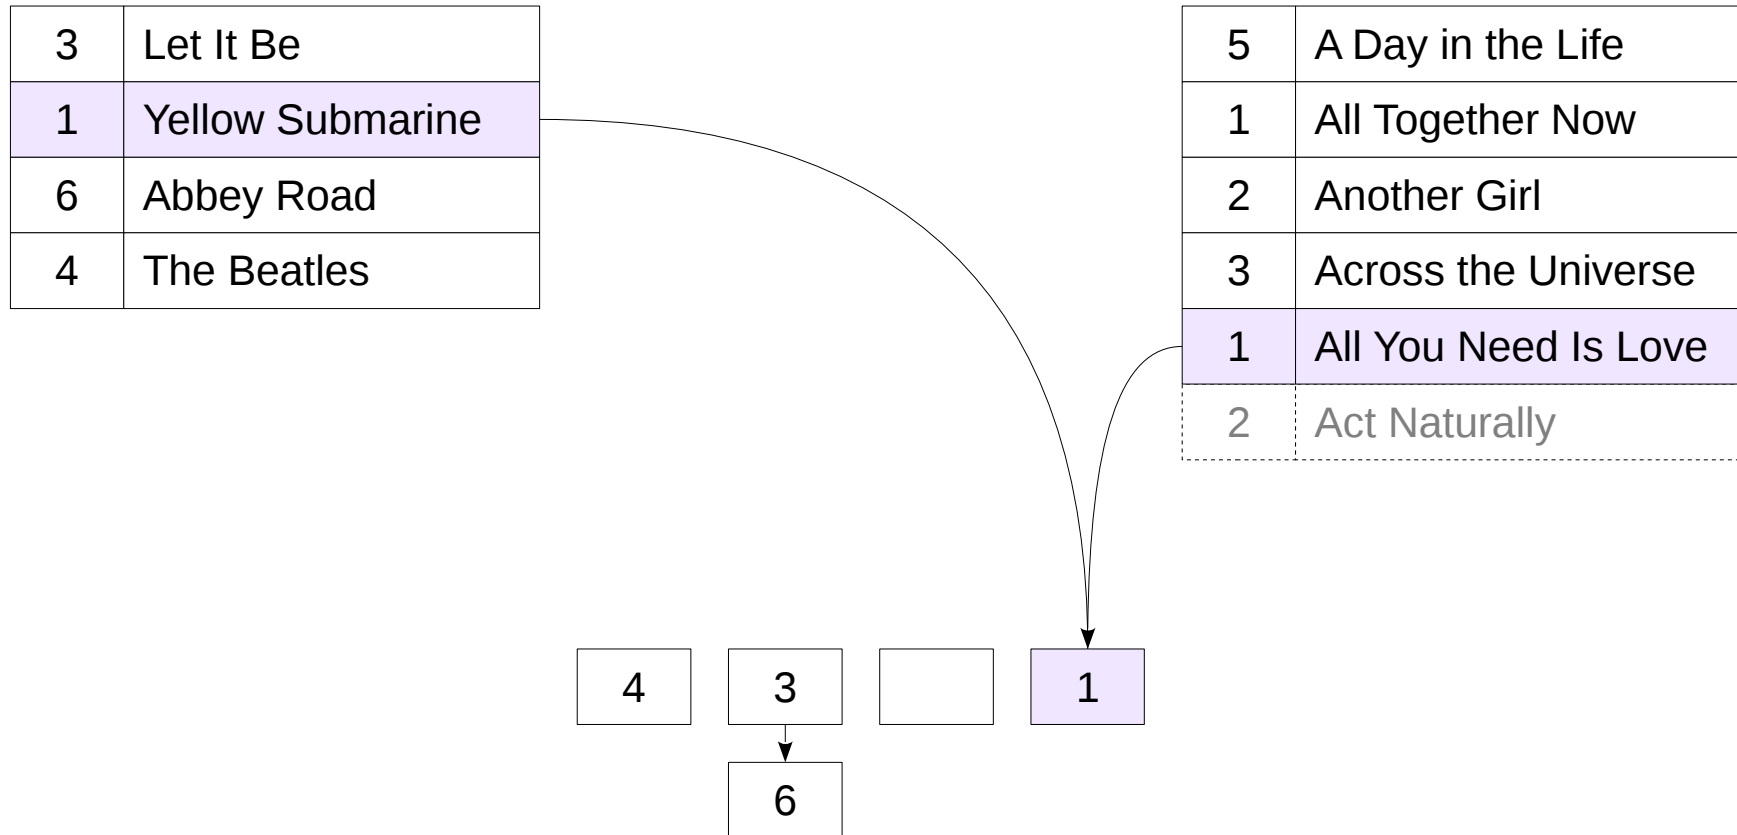 3 Let It Be
1 Yellow Submarine
6 Abbey Road
4 The Beatles
5 A Day in the Life
1 All Together Now
2 Another Girl
3 Across the Universe
1 All You Need Is Love
2 Act Naturally
4 3 1
6